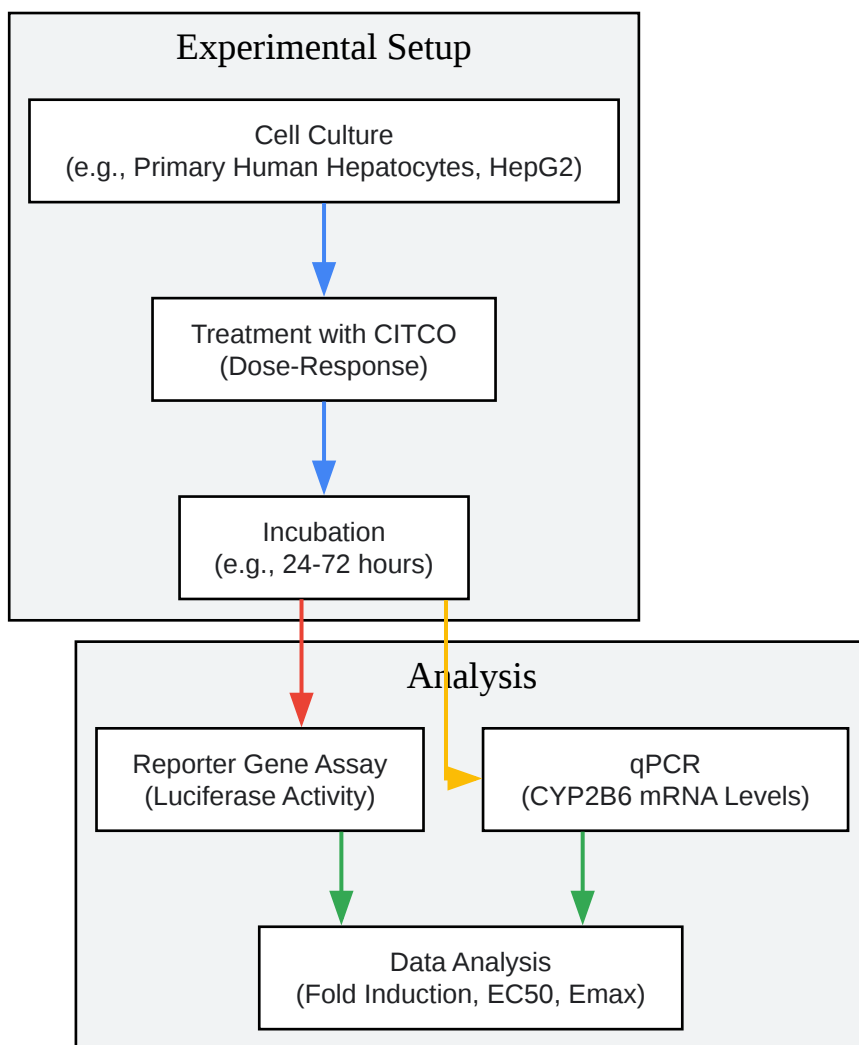 Experimental Setup
Cell Culture
(e.g., Primary Human Hepatocytes, HepG2)
Treatment with CITCO
(Dose-Response)
Incubation
(e.g., 24-72 hours)
Analysis
Reporter Gene Assay
(Luciferase Activity)
qPCR
(CYP2B6 mRNA Levels)
Data Analysis
(Fold Induction, EC50, Emax)